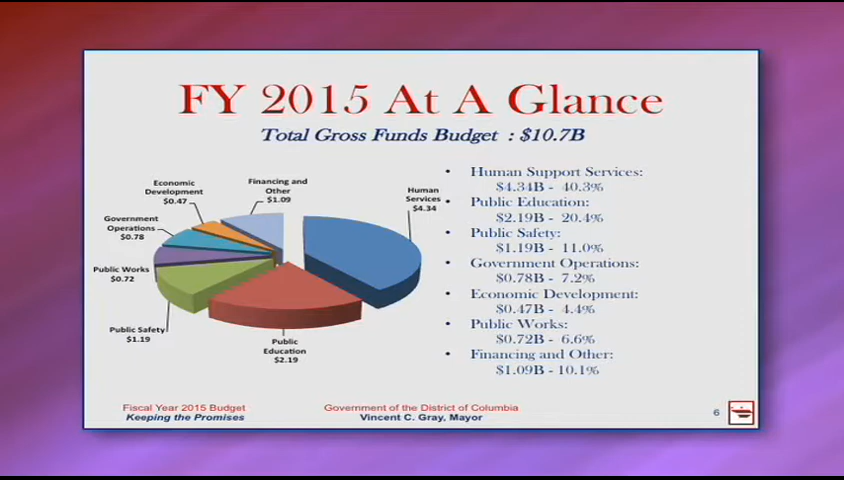 FY 2015 At A Glance
Total Gross Funds Budget : $10.7B
Economic
Development
$0.47
Financing and
Other
$1.09
Human
Services
$4.34
Government
Operations
$0.78
Public Works
$0.72
Public Safety
$1.19
Public
Education
$2.19
• Human Support Services:
$4.34B - 40.3%
• Public Education:
$2.19B - 20.4%
• Public Safety:
$1.19B - 11.0%
• Government Operations:
$0.78B - 7.2%
• Economic Development:
$0.47B - 4.4%
• Public Works:
$0.72B - 6.6%
• Financing and Other:
$1.09B - 10.1%
Fiscal Year 2015 Budget
Keeping the Promises
Government of the District of Columbia
Vincent C. Gray, Mayor
6